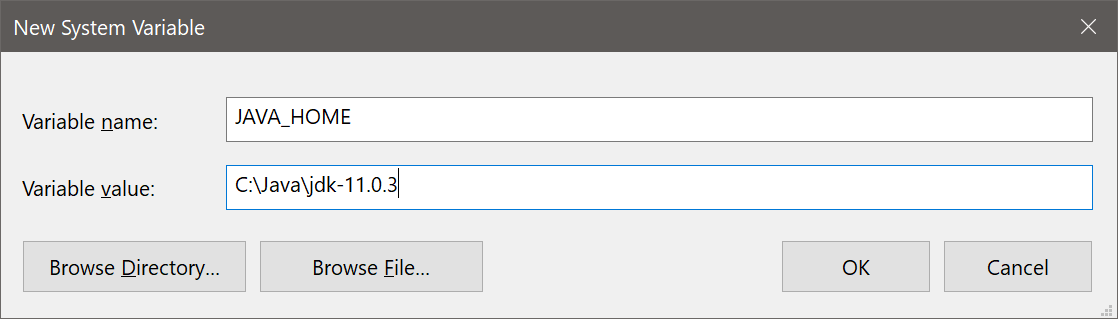 New System Variable
Variable name:
JAVA_HOME
Variable value:
C:\Java\jdk-11.0.3
Browse Directory...
Browse File...
OK
Cancel